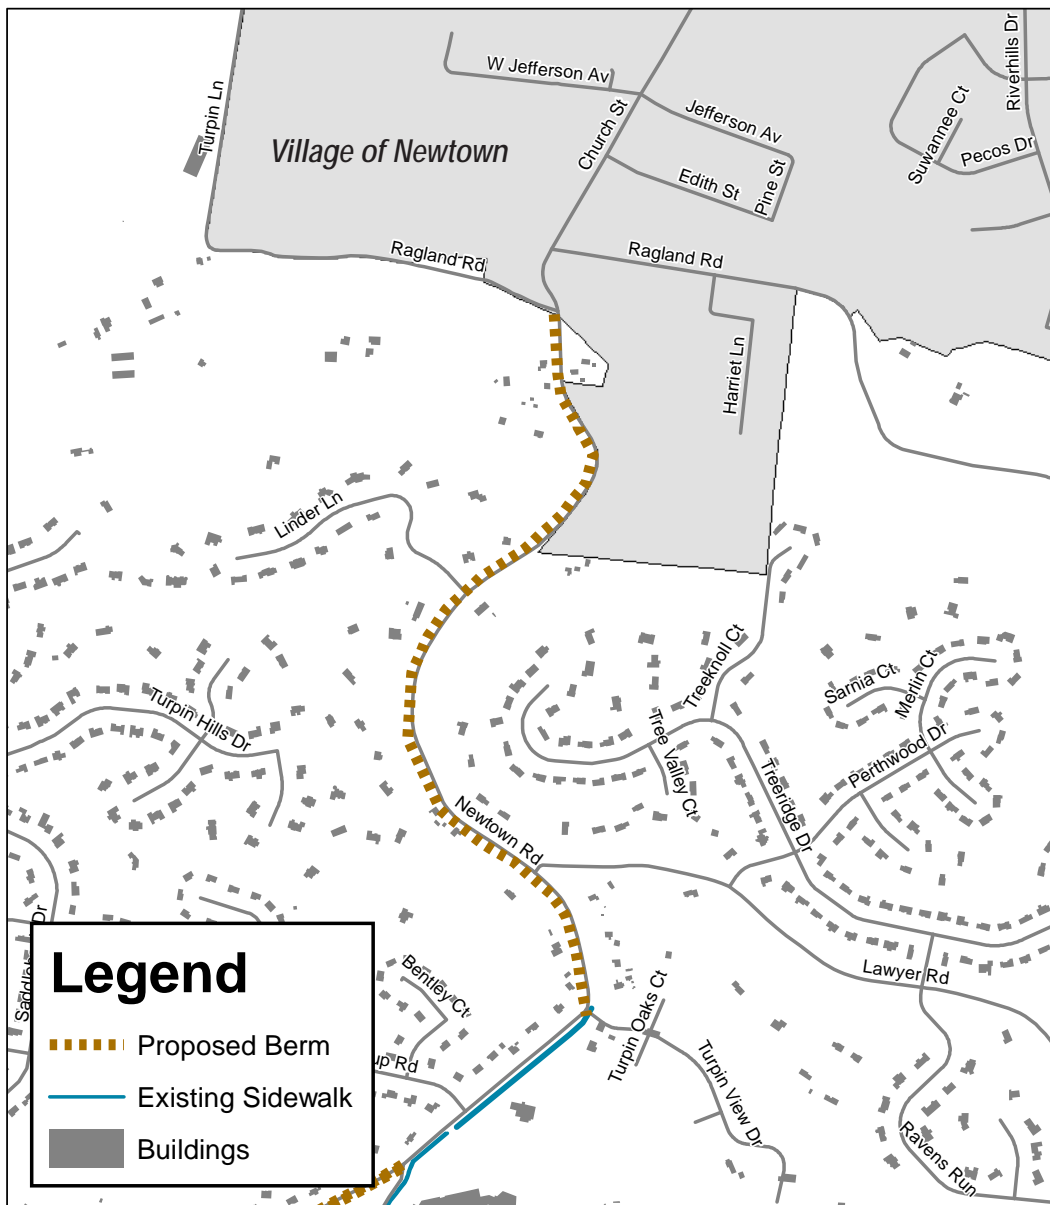 Riverhills Dr
W Jefferson Av
Turpin Ln
Church St
Jefferson Av
Suwannee Ct
Village of Newtown
Pecos Dr
Edith St
Pine St
Ragland Rd
Ragland Rd
Harriet Ln
Linder Ln
Treeknoll Ct
Sarnia Ct
Merlin Ct
Turpin Hills Dr
Tree Valley Ct
Perthwood Dr
Treeridge Dr
Newtown Rd
Dr
Lawyer Rd
Bentley Ct
Turpin Oaks Ct
up Rd
Turpin View Dr
Ravens Run
Legend
Proposed Berm
Existing Sidewalk
Buildings